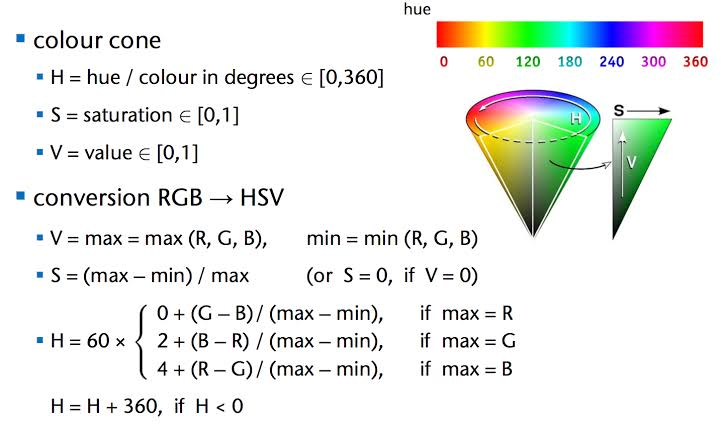 hue
0 60 120 180 240 300 360
▪ colour cone
▪ H = hue / colour in degrees ∈ [0,360]
▪ S = saturation ∈ [0,1]
▪ V = value ∈ [0,1]
H
S
V
▪ conversion RGB → HSV
▪ V = max = max (R, G, B), min = min (R, G, B)
▪ S = (max – min) / max (or S = 0, if V = 0)
0 + (G – B) / (max – min), if max = R
▪ H = 60 × { 2 + (B – R) / (max – min), if max = G
4 + (R – G) / (max – min), if max = B
H = H + 360, if H < 0